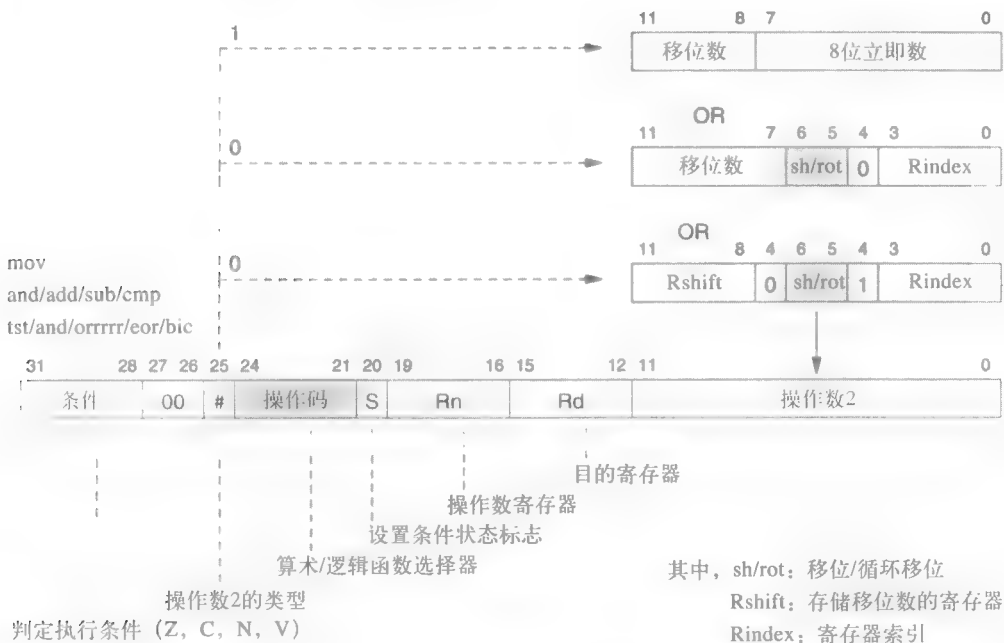 1
11 8 7 0
移位数 8位立即数
OR
0
11 7 6 5 4 3 0
移位数 sh/rot 0 Rindex
OR
0
11 8 4 6 5 4 3 0
Rshift 0 sh/rot 1 Rindex
mov
and/add/sub/cmp
tst/and/orrrrr/eor/bic
31 28 27 26 25 24 21 20 19 16 15 12 11 0
条件 00 # 操作码 S Rn Rd 操作数2
目的寄存器
操作数寄存器
设置条件状态标志
算术/逻辑函数选择器
操作数2的类型
判定执行条件（Z，C，N，V）
其中，sh/rot：移位/循环移位
Rshift：存储移位数的寄存器
Rindex：寄存器索引